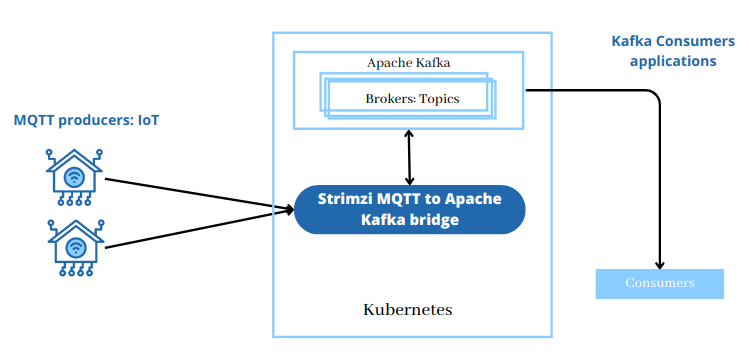 Kafka Consumers
applications
Apache Kafka
Brokers: Topics
MQTT producers: IoT
Strimzi MQTT to Apache
Kafka bridge
Consumers
Kubernetes